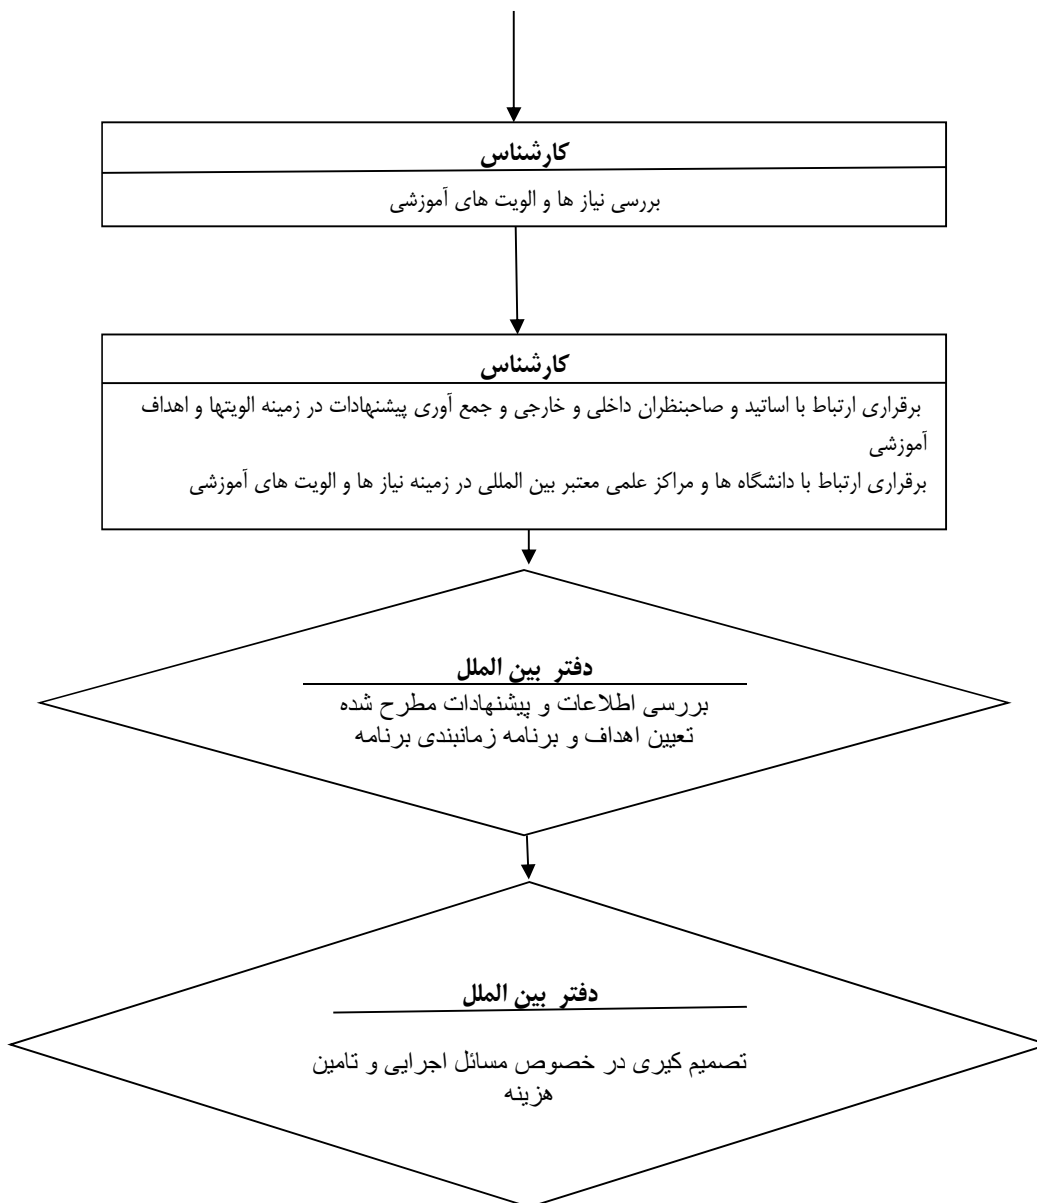 کارشناس
بررسی نیاز ها و الویت های آموزشی
کارشناس
برقراری ارتباط با اساتید و صاحبنظران داخلی و خارجی و جمع آوری پیشنهادات در زمینه الویتها و اهداف
آموزشی
برقراری ارتباط با دانشگاه ها و مراکز علمی معتبر بین المللی در زمینه نیاز ها و الویت های آموزشی
دفتر بین الملل
بررسی اطلاعات و پیشنهادات مطرح شده
تعیین اهداف و برنامه زمانبندی برنامه
دفتر بین الملل
تصمیم کیری در خصوص مسائل اجرایی و تامین
هزینه